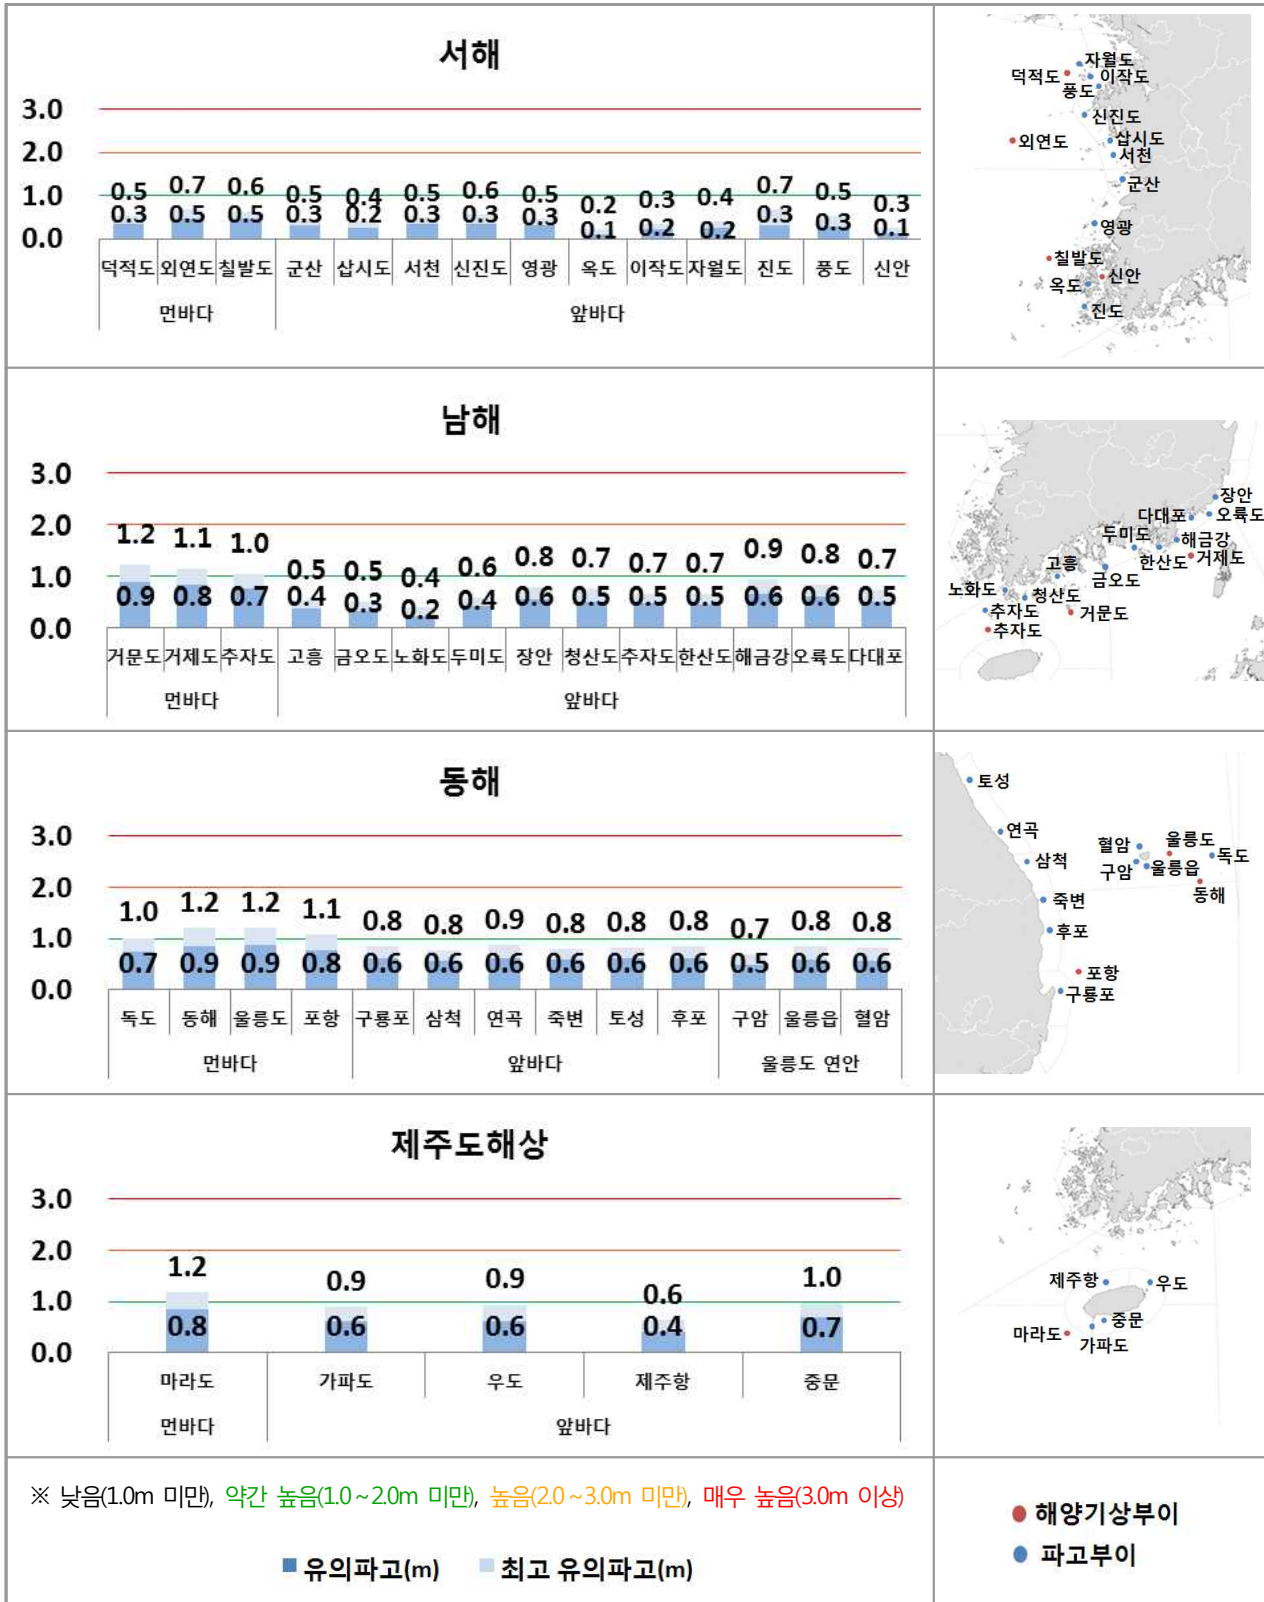 서해
3.0
2.0
1.0
0.0
0.5 0.7 0.6 0.5 0.4 0.5 0.6 0.5 0.2 0.3 0.4 0.7 0.5 0.3
0.3 0.5 0.5 0.3 0.2 0.3 0.3 0.3 0.1 0.2 0.2 0.3 0.3 0.1
덕적도 외연도 칠발도 군산 삽시도 서천 신진도 영광 옥도 이작도 자월도 진도 풍도 신안
먼바다 앞바다
자월도
덕적도 이작도
풍도
신진도
외연도 삽시도
서천
군산
영광
칠발도
신안
옥도
진도
남해
3.0
2.0
1.0
0.0
1.2 1.1 1.0 0.5 0.5 0.4 0.6 0.8 0.7 0.7 0.7 0.9 0.8 0.7
0.9 0.8 0.7 0.4 0.3 0.2 0.4 0.6 0.5 0.5 0.5 0.6 0.6 0.5
거문도 거제도 추자도 고흥 금오도 노화도 두미도 장안 청산도 추자도 한산도 해금강 오륙도 다대포
먼바다 앞바다
장안
다대포 오륙도
두미도 해금강
고흥 한산도 거제도
금오도
노화도 청산도
추자도 거문도
추자도
동해
3.0
2.0
1.0
0.0
1.0 1.2 1.2 1.1 0.8 0.8 0.9 0.8 0.8 0.8 0.7 0.8 0.8
0.7 0.9 0.9 0.8 0.6 0.6 0.6 0.6 0.6 0.6 0.5 0.6 0.6
독도 동해 울릉도 포항 구룡포 삼척 연곡 죽변 토성 후포 구암 울릉읍 혈암
먼바다 앞바다 울릉도 연안
토성
연곡
혈암 울릉도
삼척 독도
구암 울릉읍
동해
죽변
후포
포항
구룡포
제주도해상
3.0
2.0
1.0
0.0
1.2 0.9 0.9 0.6 1.0
0.8 0.6 0.6 0.4 0.7
마라도 가파도 우도 제주항 중문
먼바다 앞바다
제주항 우도
중문
마라도
가파도
※ 낮음(1.0m 미만), 약간 높음(1.0~2.0m 미만), 높음(2.0~3.0m 미만), 매우 높음(3.0m 이상)
유의파고(m) 최고 유의파고(m)
해양기상부이
파고부이